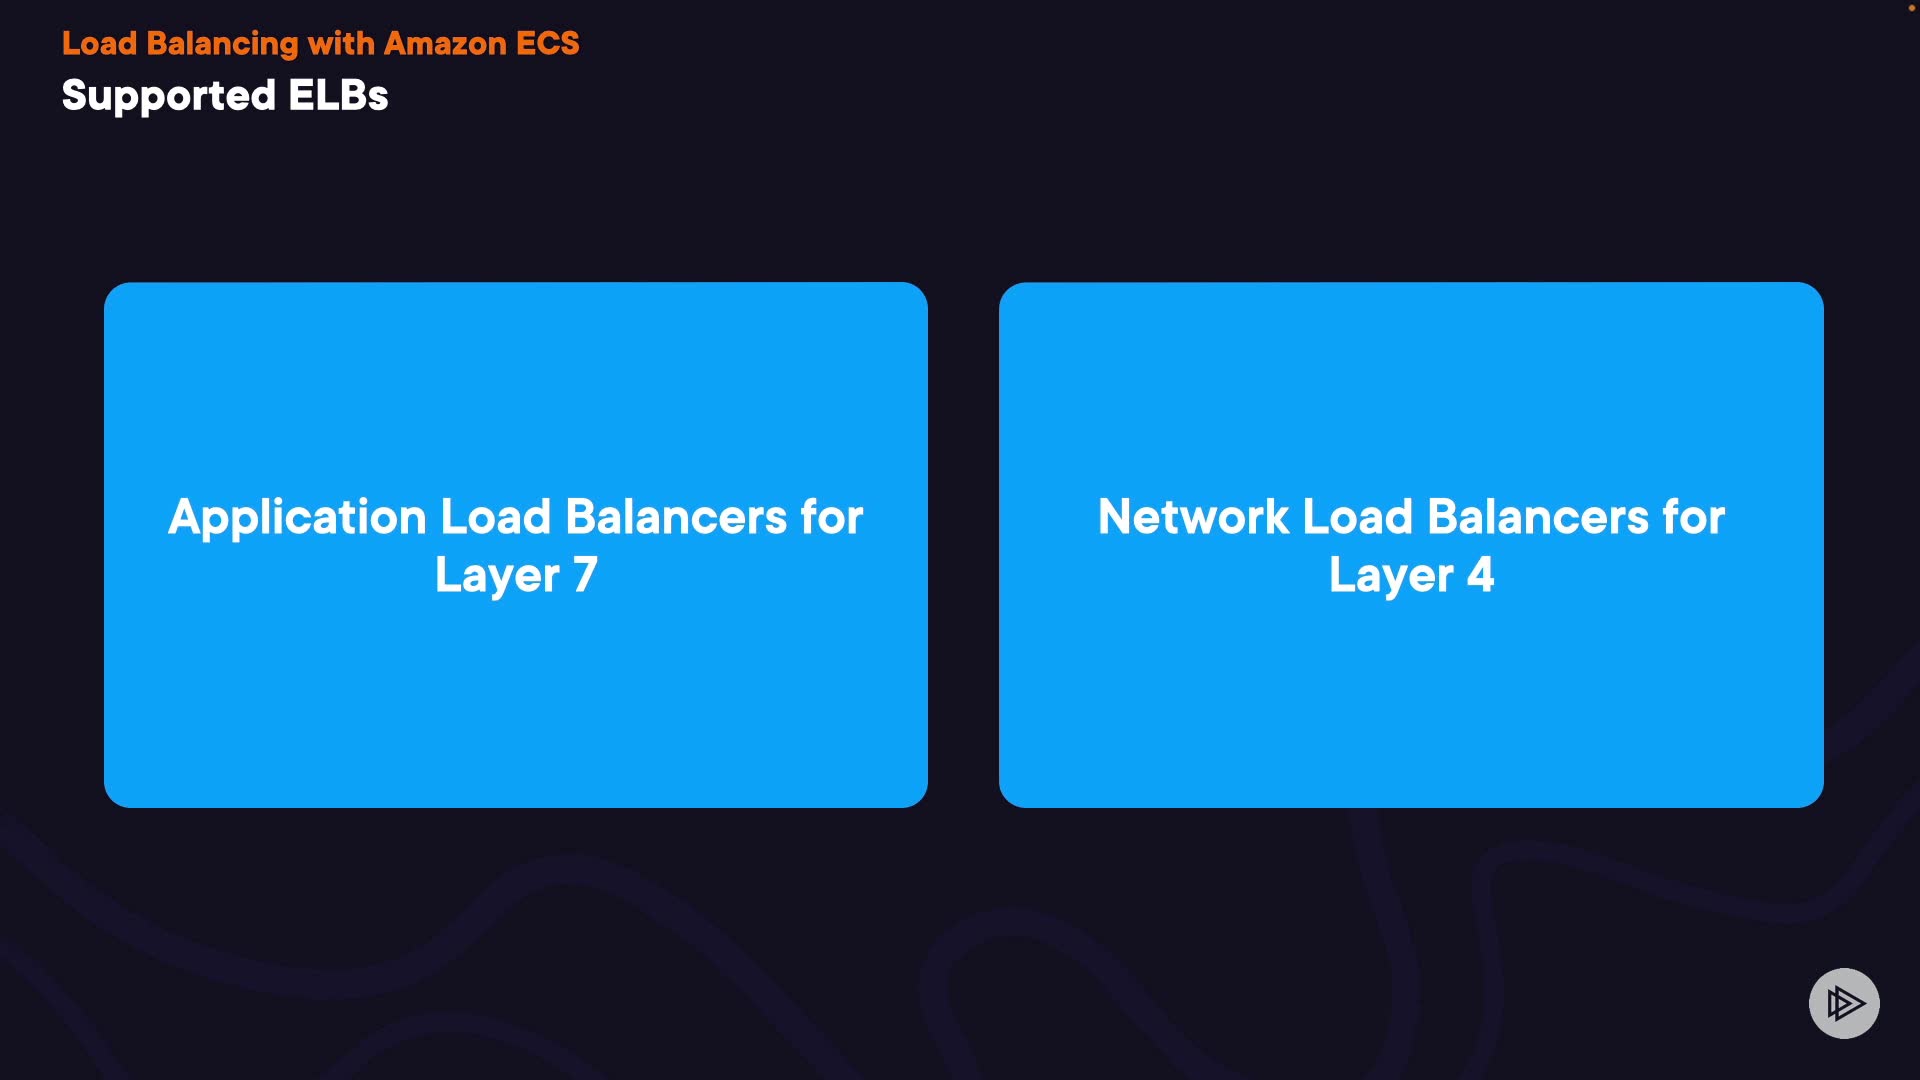 Load Balancing with Amazon ECS
Supported ELBs
Application Load Balancers for
Layer 7
Network Load Balancers for
Layer 4